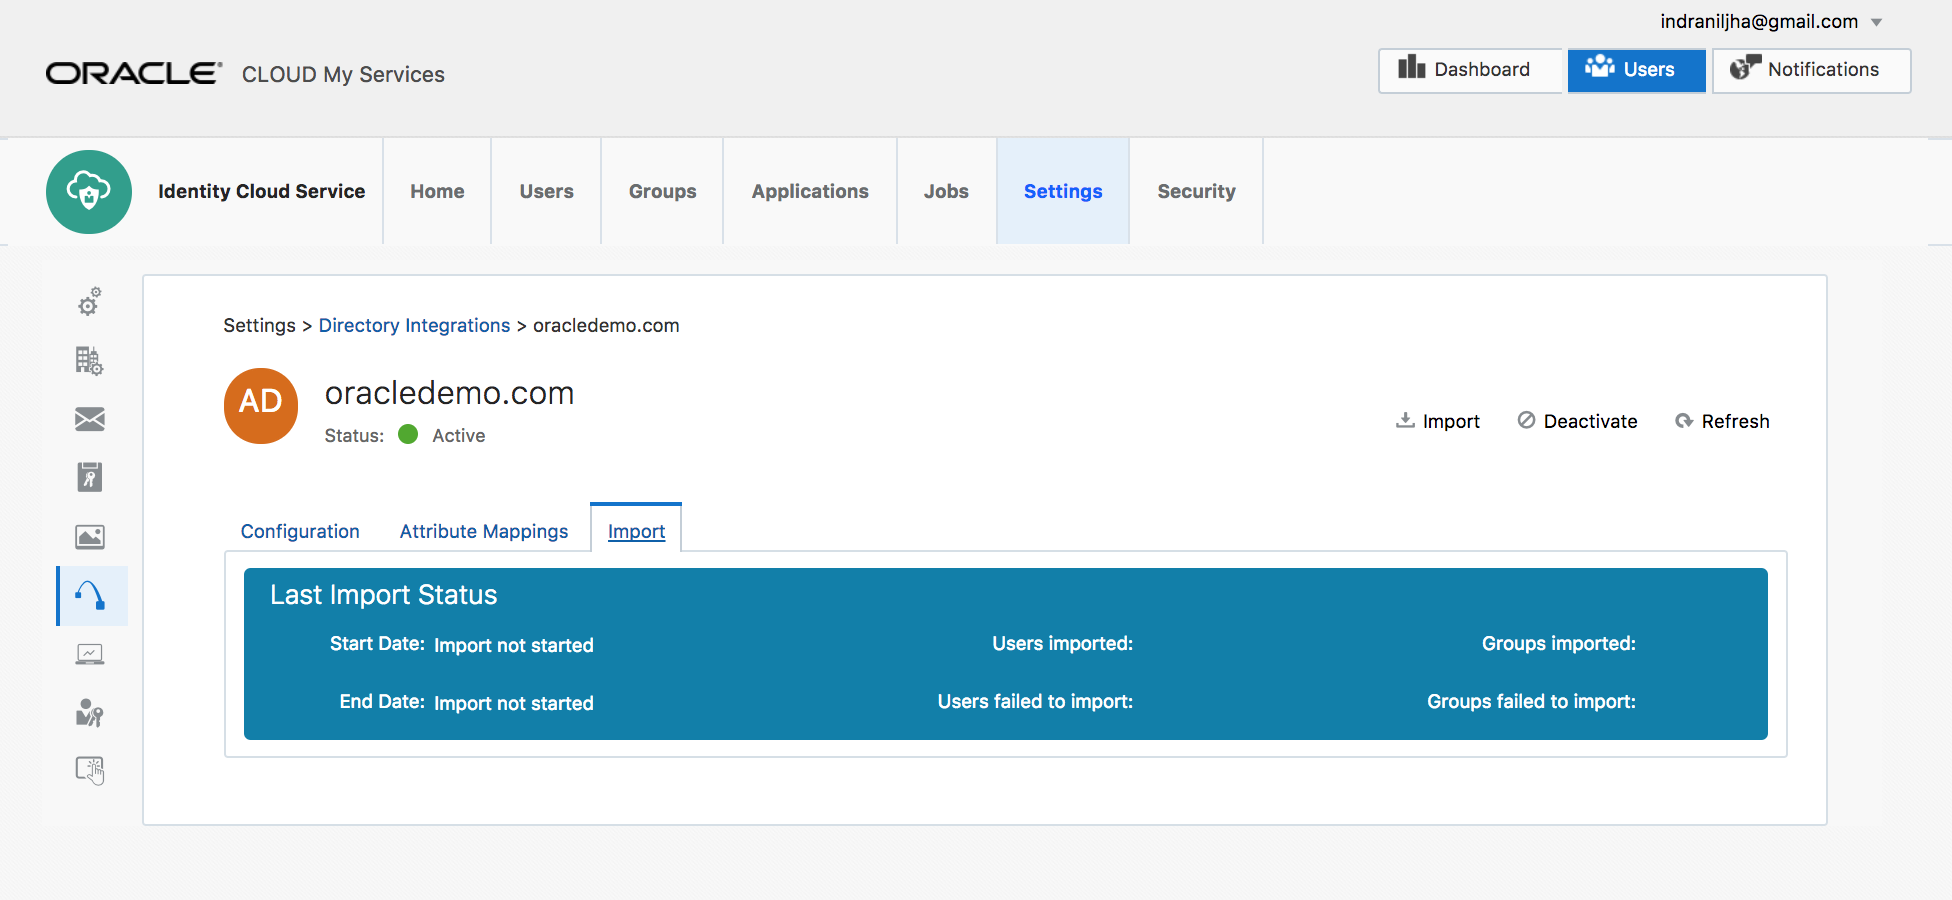 indraniljha@gmail.com
ORACLE® CLOUD My Services
Dashboard
Users
Notifications
Identity Cloud Service
Home
Users
Groups
Applications
Jobs
Settings
Security
Settings > Directory Integrations > oracledemo.com
AD
oracledemo.com
Status: Active
Import
Deactivate
Refresh
Configuration
Attribute Mappings
Import
Last Import Status
Start Date: Import not started
Users imported:
Groups imported:
End Date: Import not started
Users failed to import:
Groups failed to import: